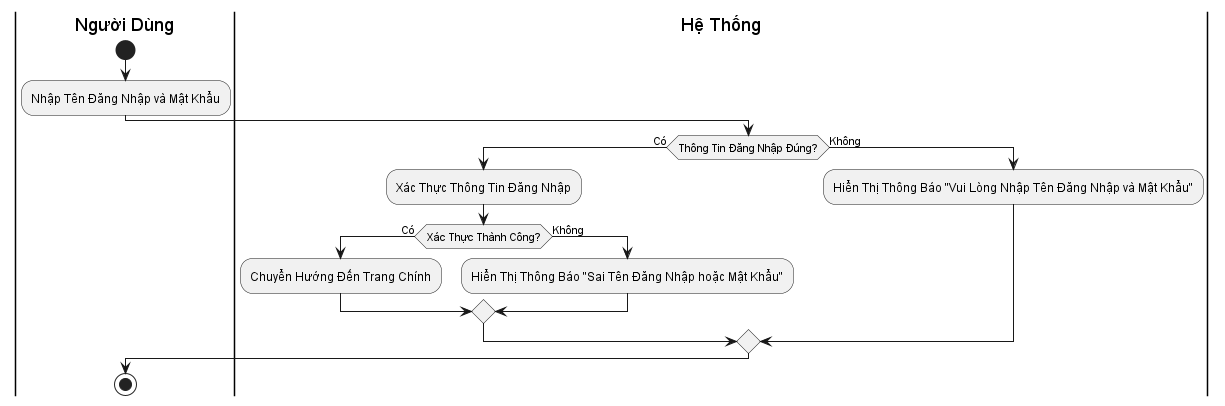 Người Dùng
Hệ Thống
Nhập Tên Đăng Nhập và Mật Khẩu
Có
Thông Tin Đăng Nhập Đúng?
Không
Xác Thực Thông Tin Đăng Nhập
Hiển Thị Thông Báo "Vui Lòng Nhập Tên Đăng Nhập và Mật Khẩu"
Có
Xác Thực Thành Công?
Không
Chuyển Hướng Đến Trang Chính
Hiển Thị Thông Báo "Sai Tên Đăng Nhập hoặc Mật Khẩu"